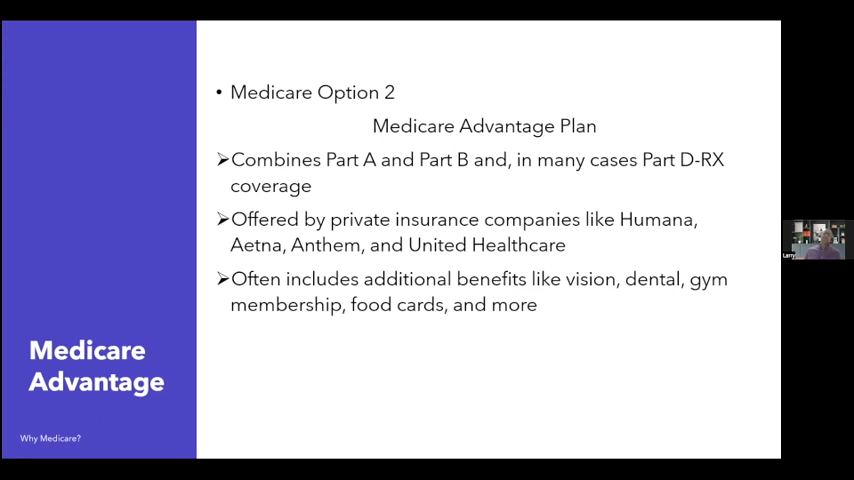 • Medicare Option 2
Medicare Advantage Plan
➢Combines Part A and Part B and, in many cases Part D-RX
coverage
➢Offered by private insurance companies like Humana,
Aetna, Anthem, and United Healthcare
➢Often includes additional benefits like vision, dental, gym
membership, food cards, and more
Medicare
Advantage
Why Medicare?
Larry